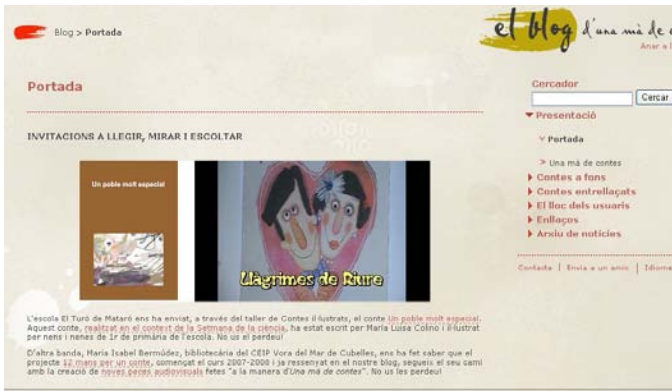 el blog d'una mà de c
Blog > Portada
Anar a l
Portada
INVITACIONS A LLEGIR, MIRAR I ESCOLTAR
Un poble molt especial
Llàgrimes de Riure
L'escola El Turó de Mataró ens ha enviat, a través del taller de Contes il·lustrats, el conte Un poble molt especial.
Aquest conte, realitzat en el context de la Setmana de la ciència, ha estat escrit per Maria Luisa Colino i il·lustrat
per nens i nenes de 1r de primària de l'escola. No us el perdeu!
D'altra banda, Maria Isabel Bermúdez, bibliotecària del CEIP Vora del Mar de Cubelles, ens ha fet saber que el
projecte 12 mans per un conte, començat el curs 2007-2008 i ja ressenyat en el nostre blog, segueix el seu camí
amb la creació de noves peces audiovisuals fetes "a la manera d'Una mà de contes". No us les perdeu!
Cercador
Cercar
Presentació
Portada
> Una mà de contes
Contes a fons
Contes entrellaçats
El lloc dels usuaris
Enllaços
Arxiu de notícies
Contacta | Envia a un amic | Idiome